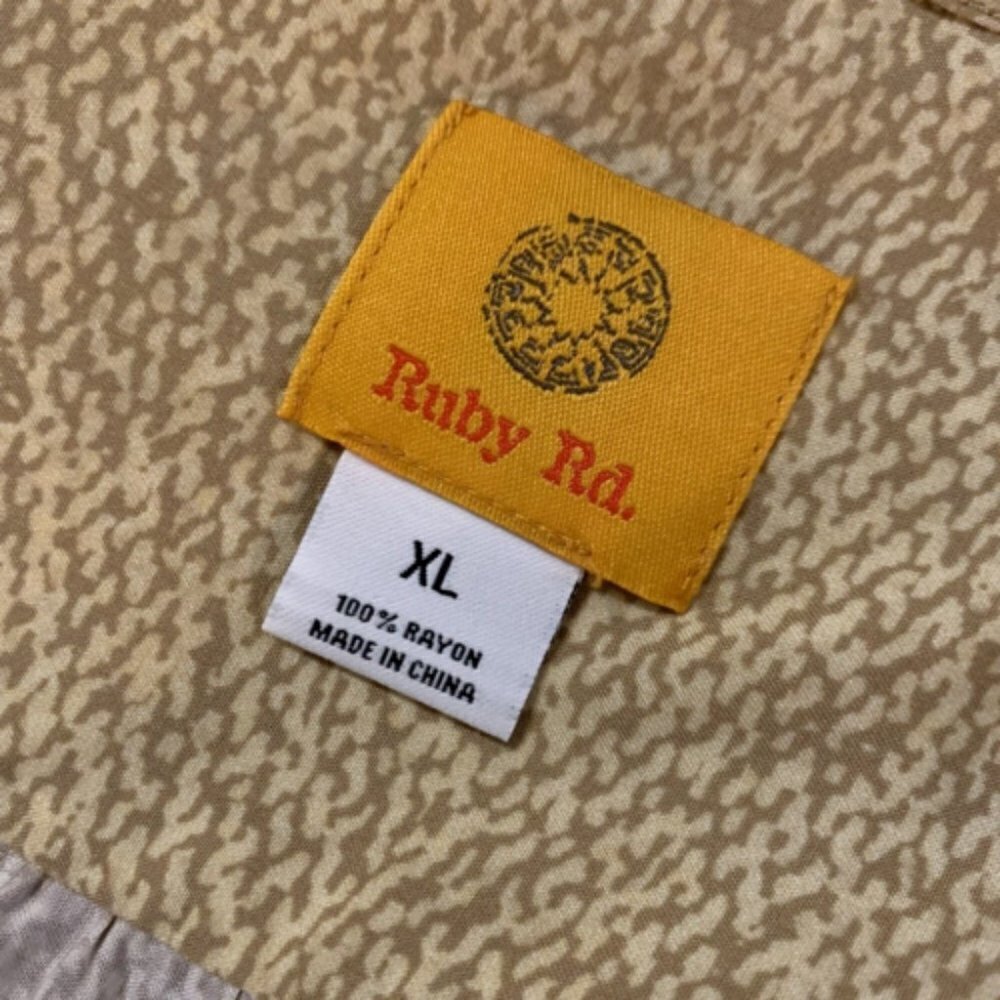 Ruby Rd.
XL
100% RAYON
MADE IN CHINA